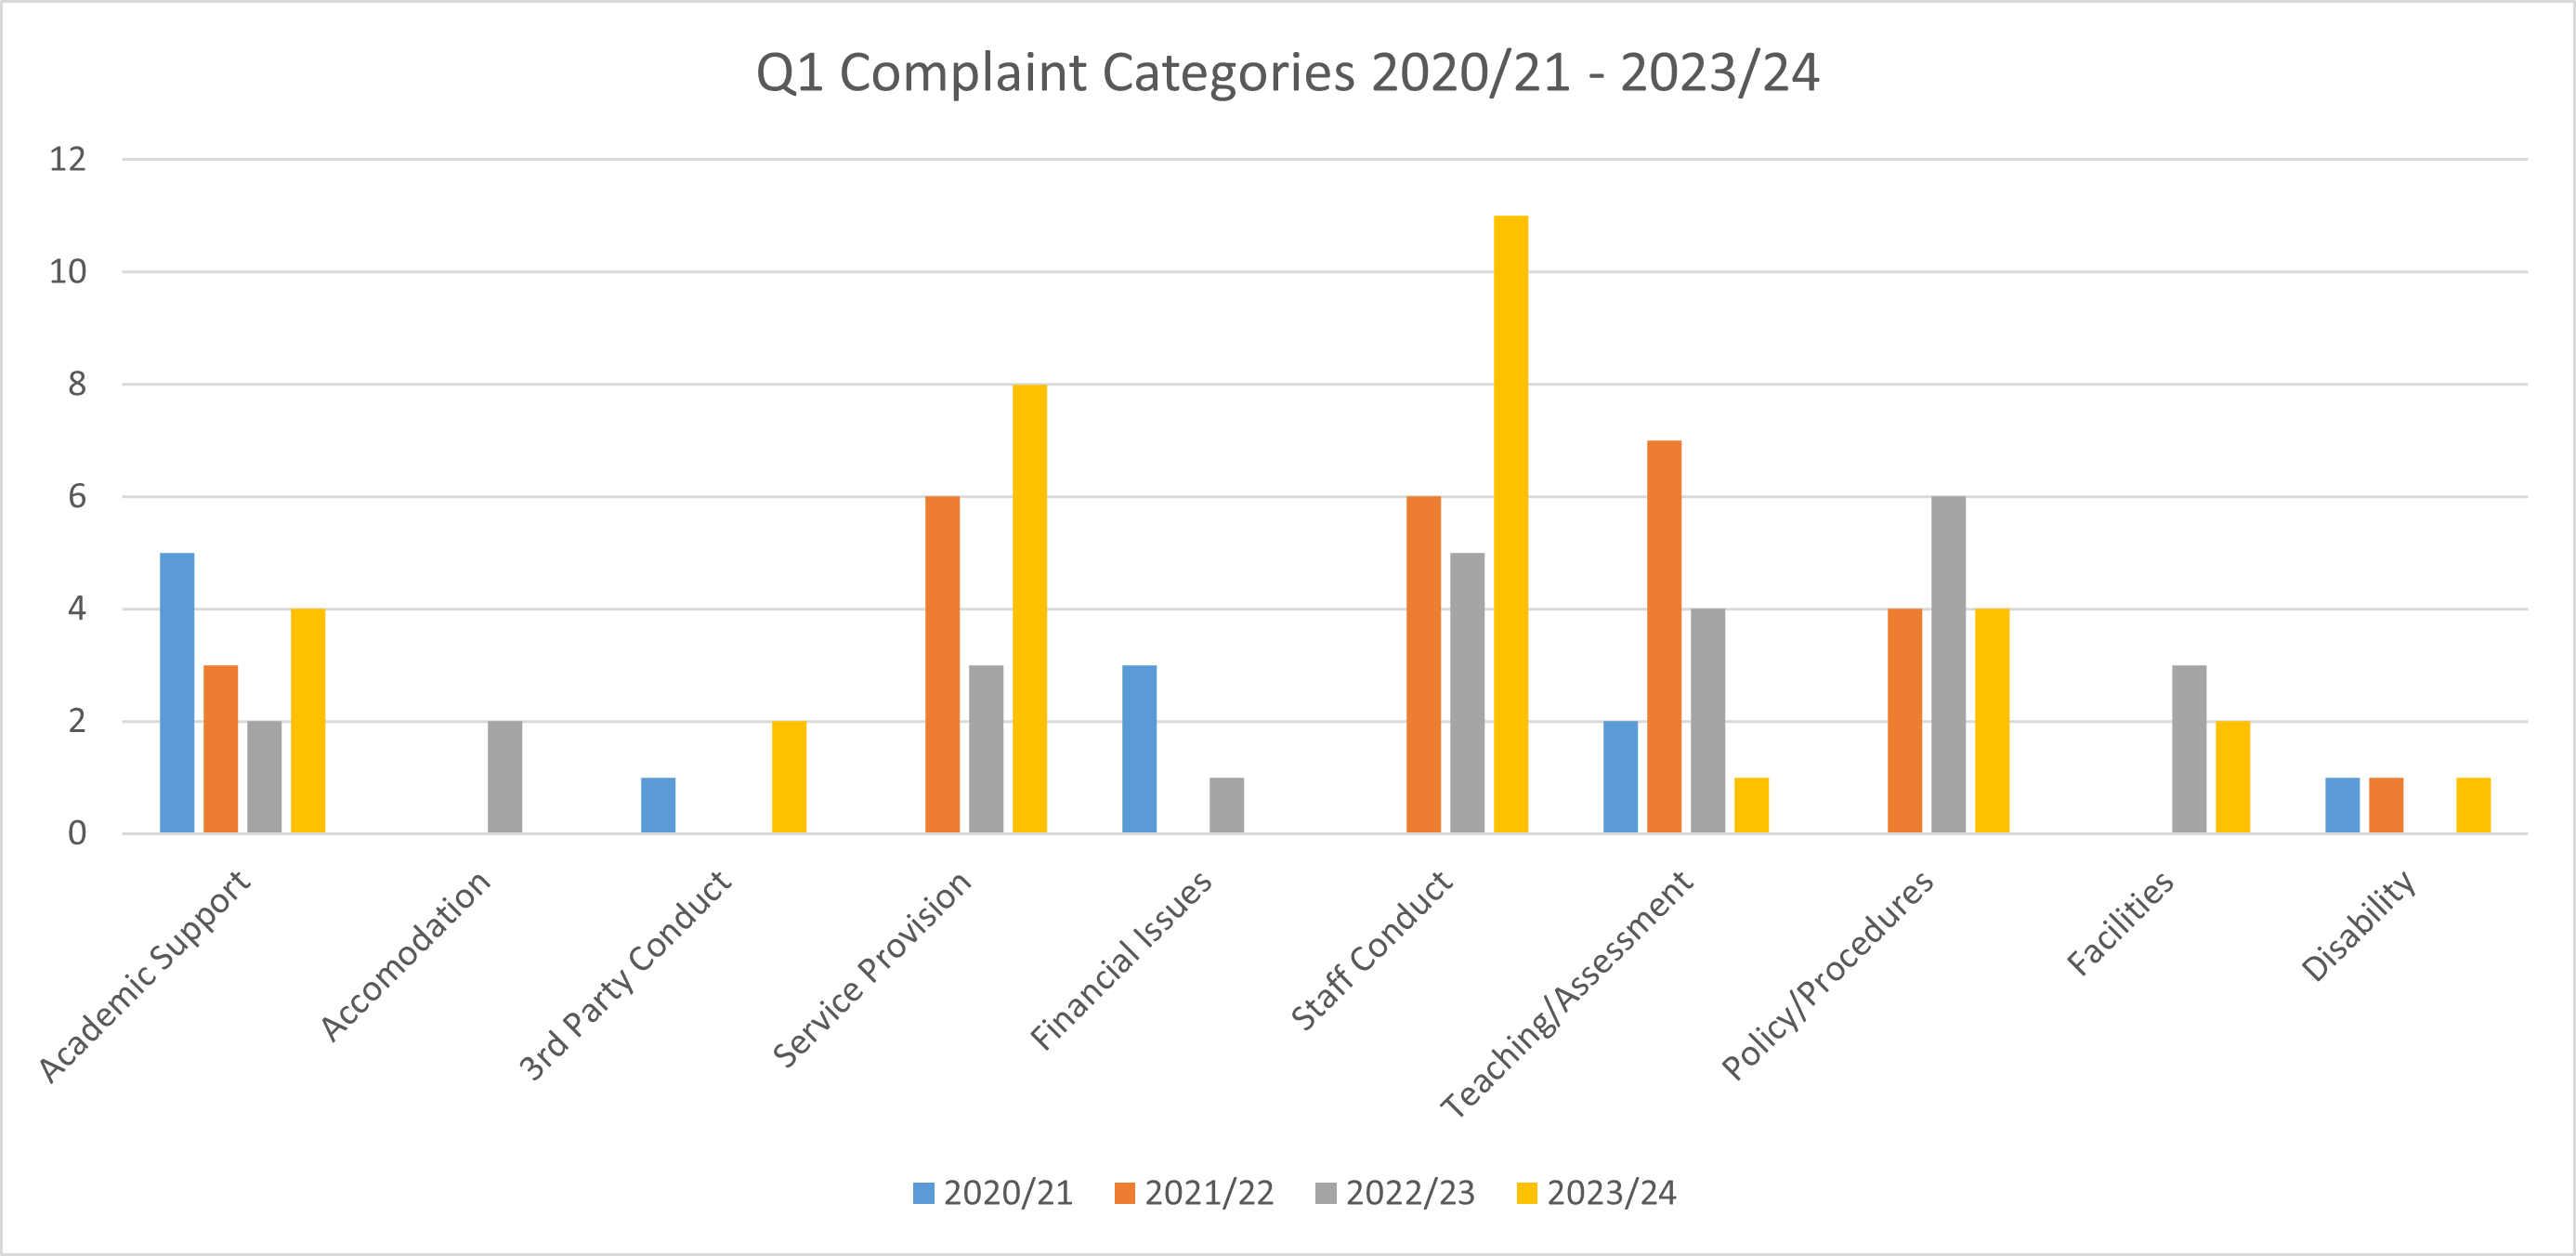 Q1 Complaint Categories 2020/21 - 2023/24
12
10
8
6
4
2
0
Academic Support
Accomodation
3rd Party Conduct
Service Provision
Financial Issues
Staff Conduct
Teaching/Assessment
Policy/Procedures
Facilities
Disability
2020/21 2021/22 2022/23 2023/24